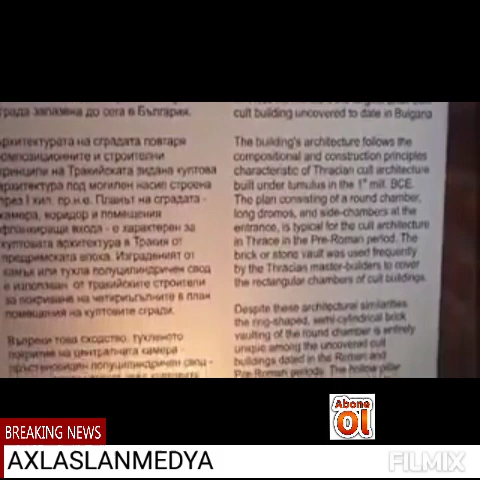 града запазена до сега в България.
архитектурата на сградата повтаря
композиционните и строителни
принципи на Тракийската зидана култова
архитектура под могилен насип строена
през I хил. пр.н.е. Планът на сградата -
камера, коридор и помещения
фланкиращи входа - е характерен за
култовата архитектура в Тракия от
предримската епоха. Изграденият от
камък или тухла полуцилиндричен свод
е използван от тракийските строители
за покриване на четириъгълните в план
помещения на култовите сгради.
Въпреки това сходство, тухленото
покритие на централната камера -
пръстеновиден полуцилиндричен свод -
cult building uncovered to date in Bulgaria
The building's architecture follows the
compositional and construction principles
characteristic of Thracian cult architecture
built under tumulus in the 1st mill. BCE.
The plan consisting of a round chamber,
long dromos, and side-chambers at the
entrance, is typical for the cult architecture
in Thrace in the Pre-Roman period. The
brick or stone vault was used frequently
by the Thracian master-builders to cover
the rectangular chambers of cult buildings.
Despite these architectural similarities
the ring-shaped, semi-cylindrical brick
vaulting of the round chamber is entirely
unique among the uncovered cult
buildings dated in the Roman and
Pre-Roman periods. The hollow pillar
Abone
Ol
BREAKING NEWS
AXLASLANMEDYA
FILMIX